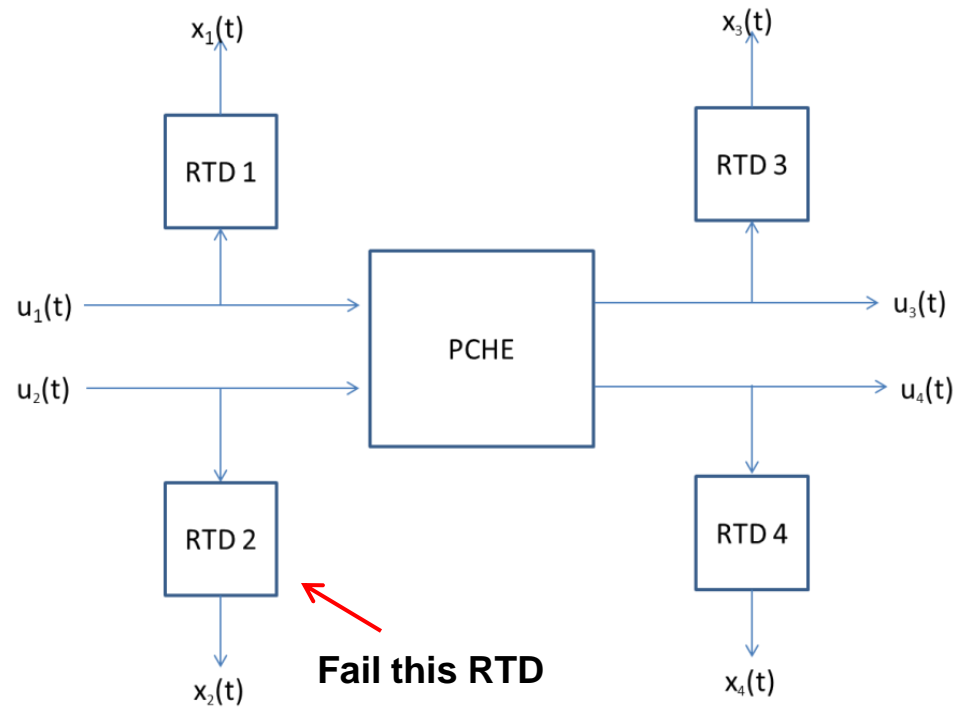 x₁(t)
x₃(t)
RTD 1
RTD 3
u₁(t)
u₃(t)
PCHE
u₂(t)
u₄(t)
RTD 2
RTD 4
Fail this RTD
x₂(t)
x₄(t)